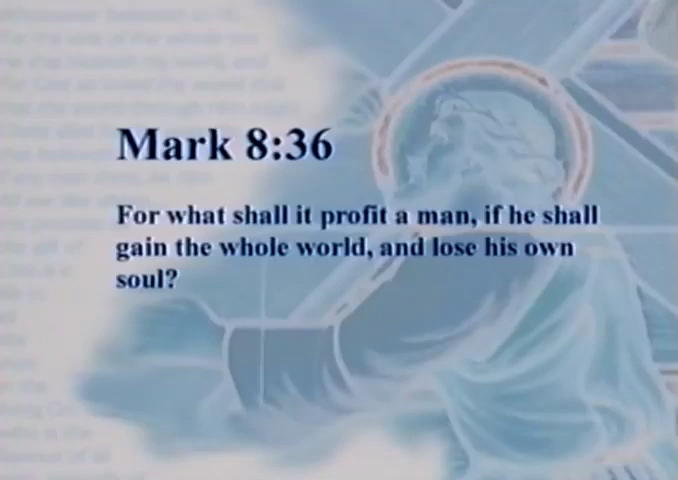 Mark 8:36
For what shall it profit a man, if he shall
gain the whole world, and lose his own
soul?